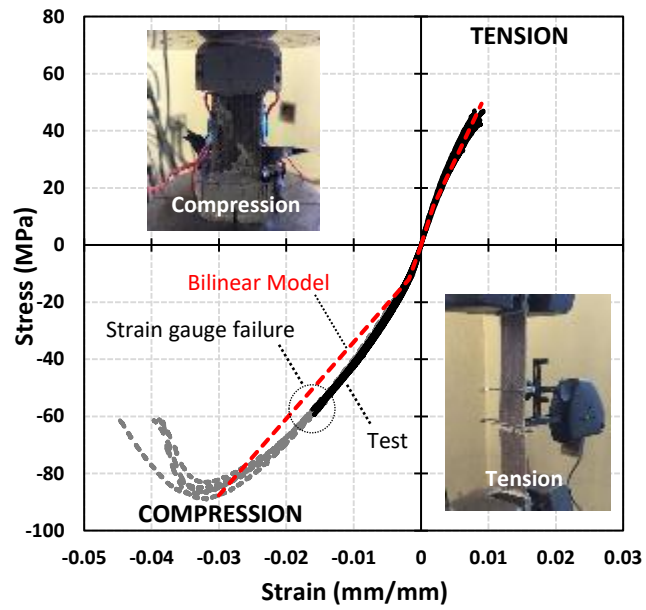 80
60
40
20
0
-20
-40
-60
-80
-100
Stress (MPa)
TENSION
Compression
Bilinear Model
Strain gauge failure
Test
Tension
COMPRESSION
-0.05 -0.04 -0.03 -0.02 -0.01 0 0.01 0.02 0.03
Strain (mm/mm)